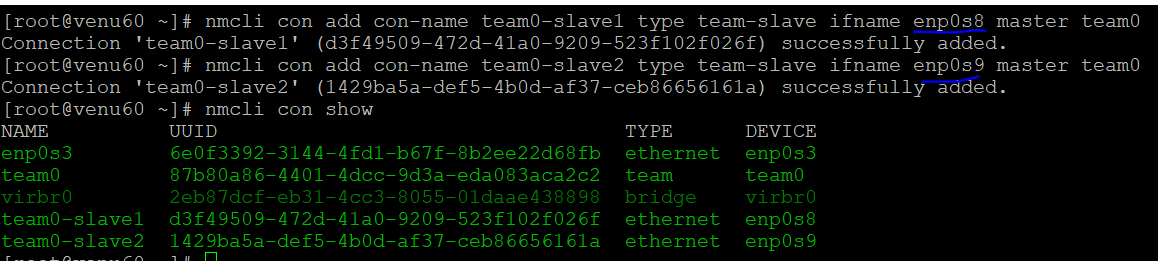 [root@venu60 ~]# nmcli con add con-name team0-slave1 type team-slave ifname enp0s8 master team0
Connection 'team0-slave1' (d3f49509-472d-41a0-9209-523f102f026f) successfully added.
[root@venu60 ~]# nmcli con add con-name team0-slave2 type team-slave ifname enp0s9 master team0
Connection 'team0-slave2' (1429ba5a-def5-4b0d-af37-ceb86656161a) successfully added.
[root@venu60 ~]# nmcli con show
NAME UUID TYPE DEVICE
enp0s3 6e0f3392-3144-4fd1-b67f-8b2ee22d68fb ethernet enp0s3
team0 87b80a86-4401-4dcc-9d3a-eda083aca2c2 team team0
virbr0 2eb87dcf-eb31-4cc3-8055-01daae438898 bridge virbr0
team0-slave1 d3f49509-472d-41a0-9209-523f102f026f ethernet enp0s8
team0-slave2 1429ba5a-def5-4b0d-af37-ceb86656161a ethernet enp0s9
[root@venu60 ~]#